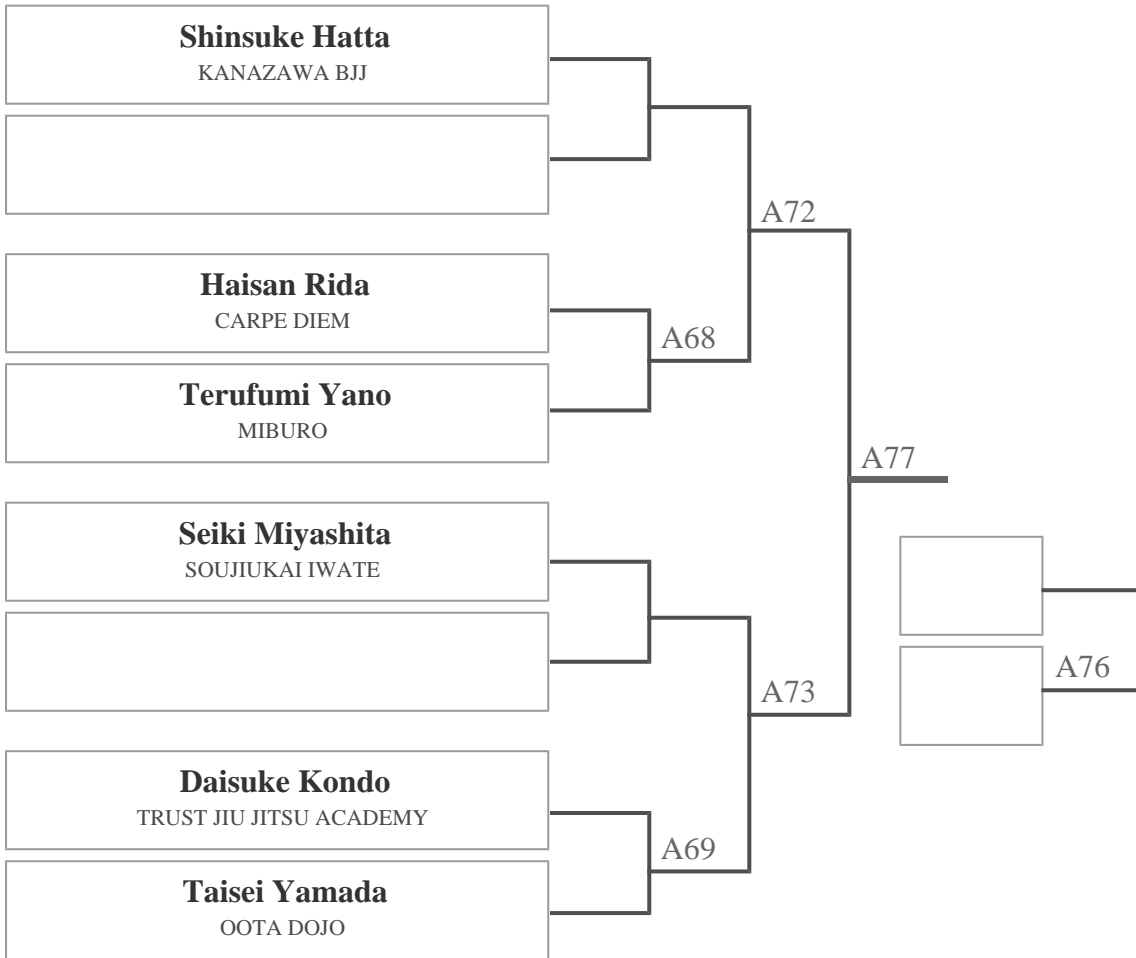 Shinsuke Hatta
KANAZAWA BJJ
A72
Haisan Rida
CARPE DIEM
A68
Terufumi Yano
MIBURO
A77
Seiki Miyashita
SOUJIUKAI IWATE
A76
A73
Daisuke Kondo
TRUST JIU JITSU ACADEMY
A69
Taisei Yamada
OOTA DOJO